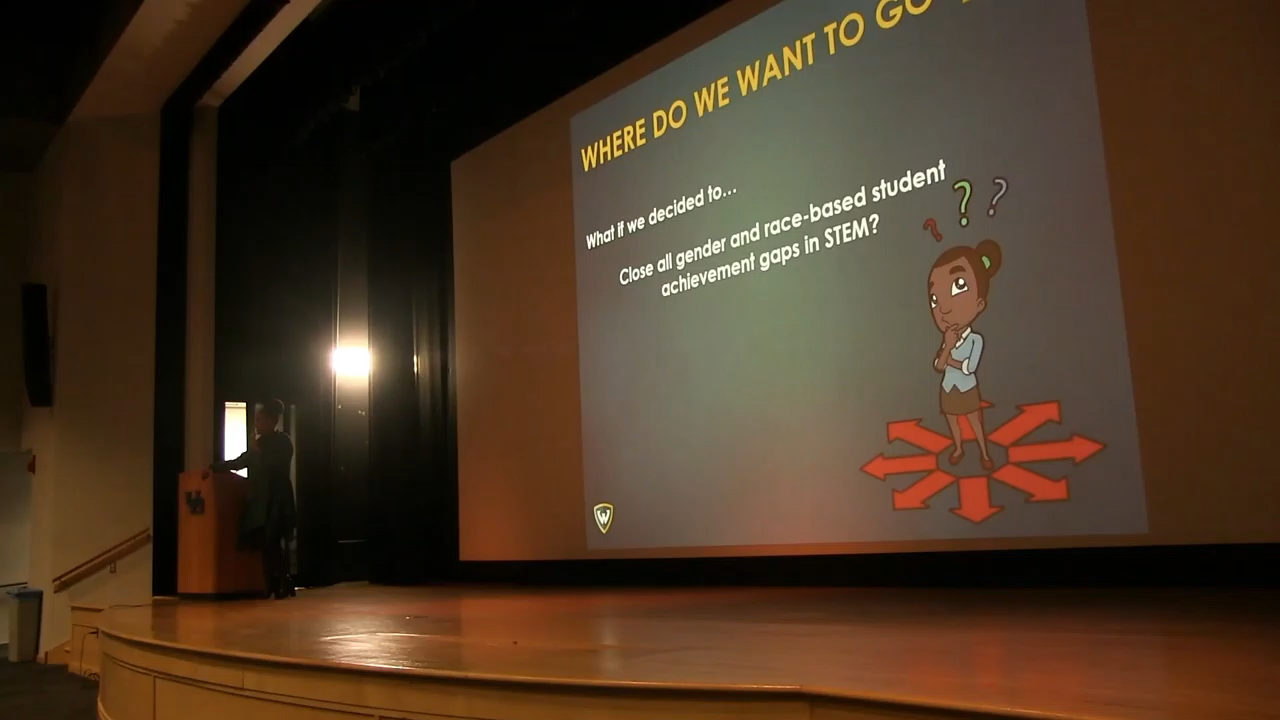 WHERE DO WE WANT TO GO
What if we decided to...
Close all gender and race-based student
achievement gaps in STEM?
? ? ?
W